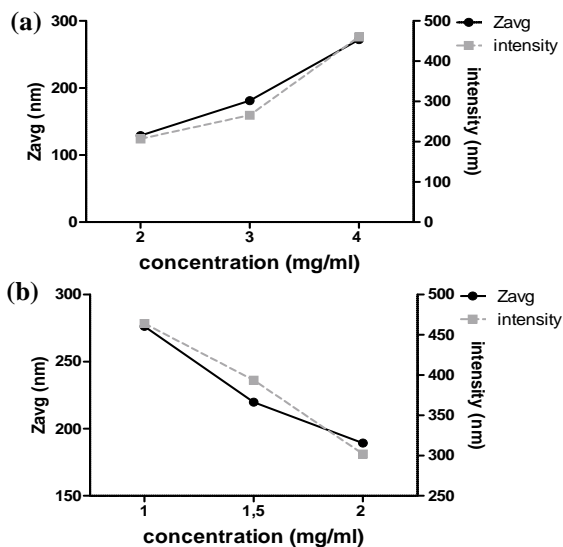 (a)
Zavg
intensity
300
200
100
0
Zavg (nm)
500
400
300
200
100
0
intensity (nm)
2 3 4
concentration (mg/ml)
(b)
Zavg
intensity
300
250
200
150
Zavg (nm)
500
450
400
350
300
250
intensity (nm)
1 1,5 2
concentration (mg/ml)